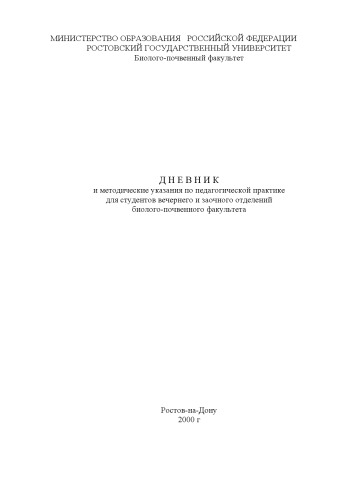 МИНИСТЕРСТВО ОБРАЗОВАНИЯ РОССИЙСКОЙ ФЕДЕРАЦИИ
РОСТОВСКИЙ ГОСУДАРСТВЕННЫЙ УНИВЕРСИТЕТ
Биолого-почвенный факультет
Д Н Е В Н И К
и методические указания по педагогической практике
для студентов вечернего и заочного отделений
биолого-почвенного факультета
Ростов-на-Дону
2000 г